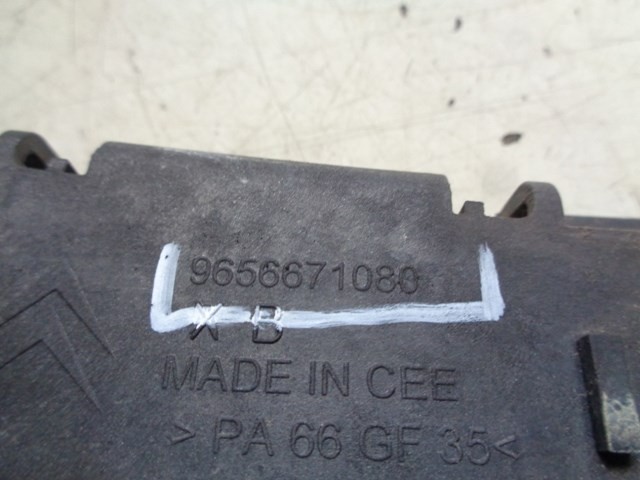 9656671080
X B
MADE IN CEE
> PA 66 GF 35<